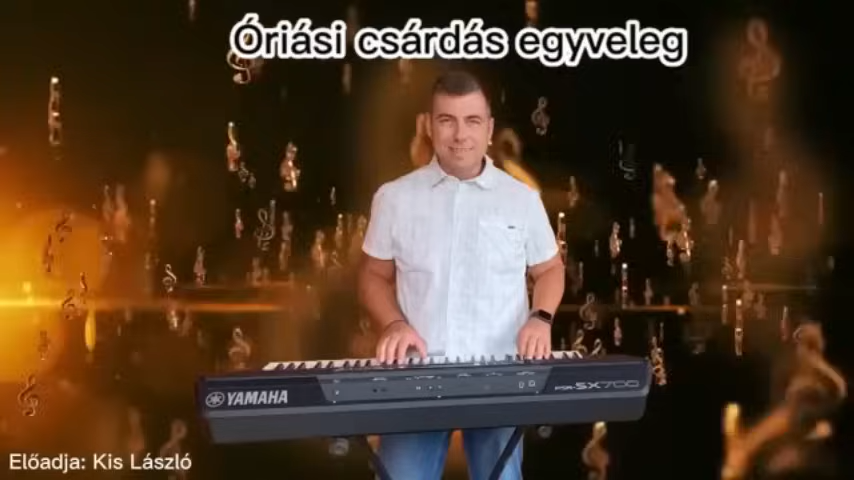 Óriási csárdás egyveleg
YAMAHA
PSR-SX700
Előadja: Kis László